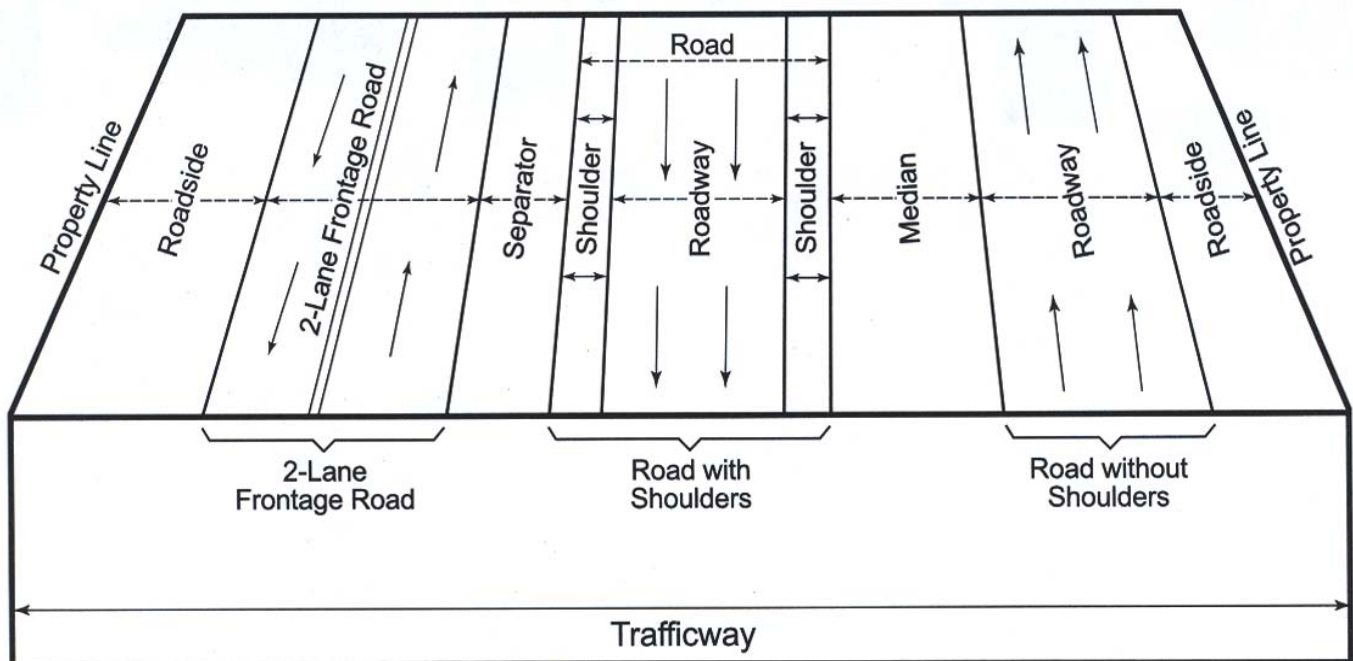 Road
Property Line
Roadside
2-Lane Frontage Road
Separator
Shoulder
Roadway
Shoulder
Median
Roadway
Roadside
Property Line
2-Lane
Frontage Road
Road with
Shoulders
Road without
Shoulders
Trafficway